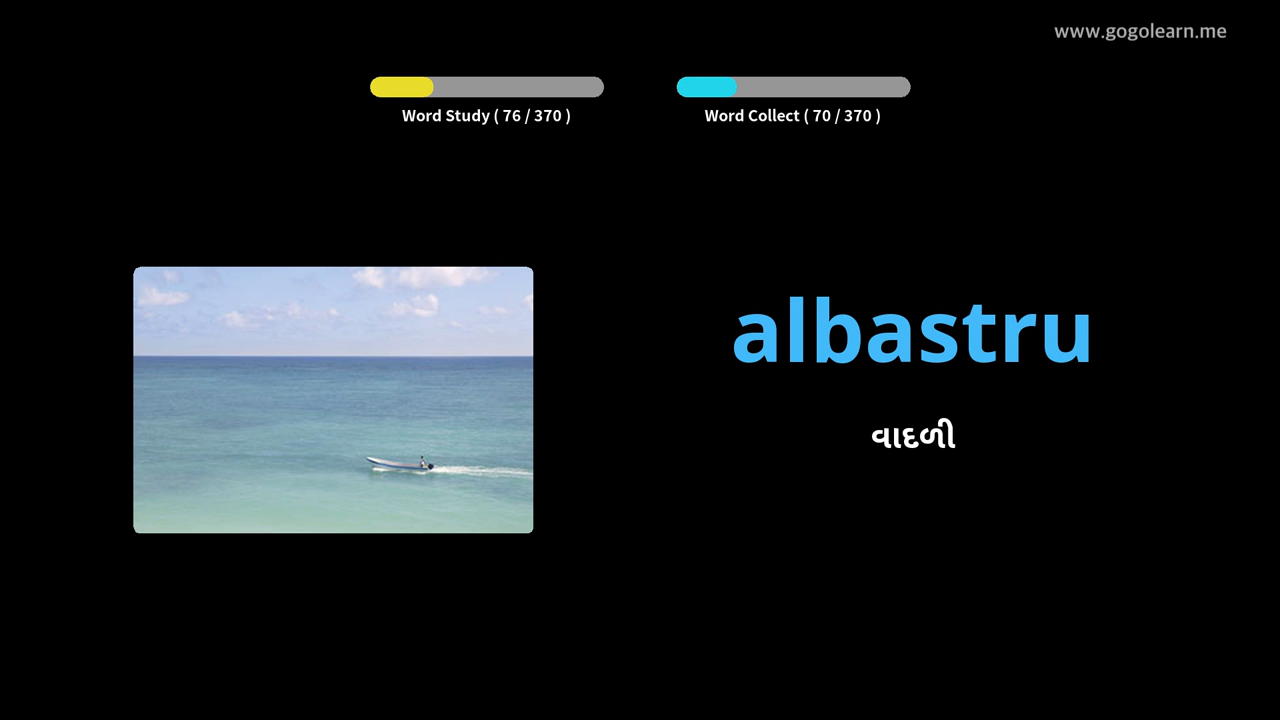 www.gogolearn.me
Word Study ( 76 / 370 )
Word Collect ( 70 / 370 )
albastru
વાદળી